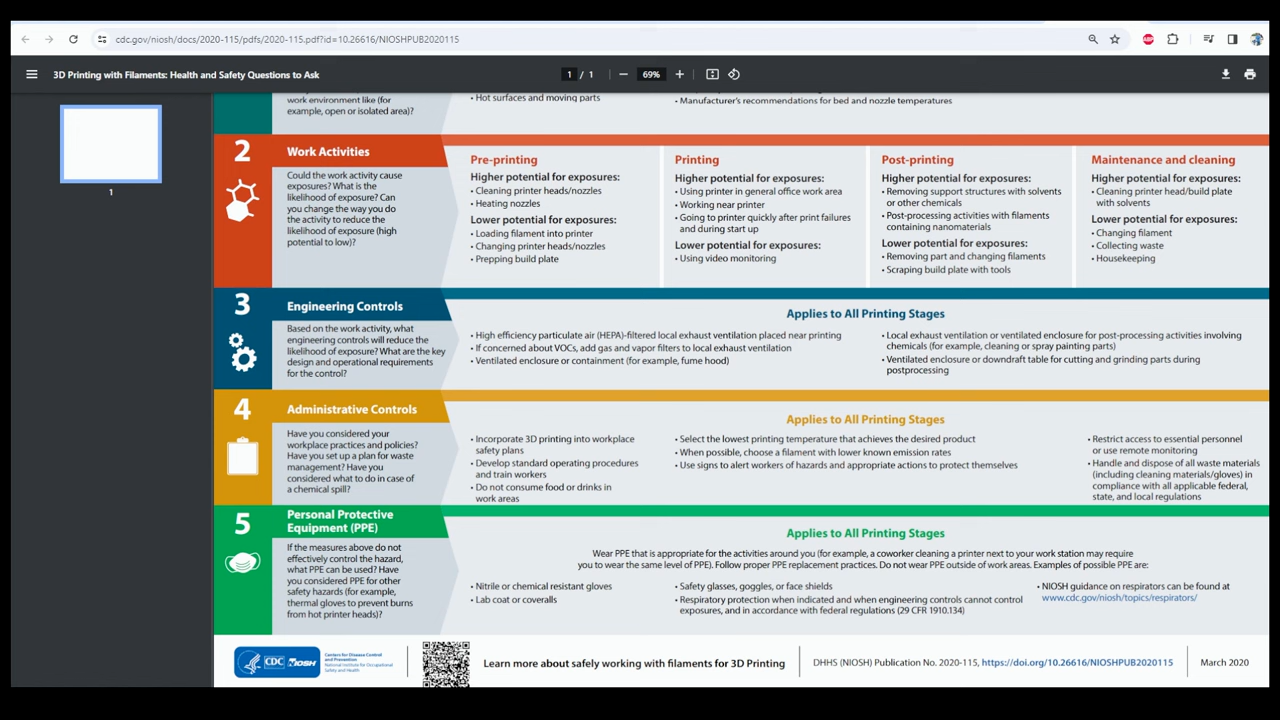 cdc.gov/niosh/docs/2020-115/pdfs/2020-115.pdf?id=10.26616/NIOSHPUB2020115
ABP
3D Printing with Filaments: Health and Safety Questions to Ask
1 / 1
69%
1
work environment like (for
example, open or isolated area)?
• Hot surfaces and moving parts
• Manufacturer's recommendations for bed and nozzle temperatures
2
Work Activities
Could the work activity cause
exposures? What is the
likelihood of exposure? Can
you change the way you do
the activity to reduce the
likelihood of exposure (high
potential to low)?
Pre-printing
Higher potential for exposures:
• Cleaning printer heads/nozzles
• Heating nozzles
Lower potential for exposures:
• Loading filament into printer
• Changing printer heads/nozzles
• Prepping build plate
Printing
Higher potential for exposures:
• Using printer in general office work area
• Working near printer
• Going to printer quickly after print failures
and during start up
Lower potential for exposures:
• Using video monitoring
Post-printing
Higher potential for exposures:
• Removing support structures with solvents
or other chemicals
• Post-processing activities with filaments
containing nanomaterials
Lower potential for exposures:
• Removing part and changing filaments
• Scraping build plate with tools
Maintenance and cleaning
Higher potential for exposures:
• Cleaning printer head/build plate
with solvents
Lower potential for exposures:
• Changing filament
• Collecting waste
• Housekeeping
3
Engineering Controls
Based on the work activity, what
engineering controls will reduce the
likelihood of exposure? What are the key
design and operational requirements
for the control?
Applies to All Printing Stages
• High efficiency particulate air (HEPA)-filtered local exhaust ventilation placed near printing
• If concerned about VOCs, add gas and vapor filters to local exhaust ventilation
• Ventilated enclosure or containment (for example, fume hood)
• Local exhaust ventilation or ventilated enclosure for post-processing activities involving
chemicals (for example, cleaning or spray painting parts)
• Ventilated enclosure or downdraft table for cutting and grinding parts during
postprocessing
4
Administrative Controls
Have you considered your
workplace practices and policies?
Have you set up a plan for waste
management? Have you
considered what to do in case of
a chemical spill?
Applies to All Printing Stages
• Incorporate 3D printing into workplace
safety plans
• Develop standard operating procedures
and train workers
• Do not consume food or drinks in
work areas
• Select the lowest printing temperature that achieves the desired product
• When possible, choose a filament with lower known emission rates
• Use signs to alert workers of hazards and appropriate actions to protect themselves
• Restrict access to essential personnel
or use remote monitoring
• Handle and dispose of all waste materials
(including cleaning materials/gloves) in
compliance with all applicable federal,
state, and local regulations
5
Personal Protective
Equipment (PPE)
If the measures above do not
effectively control the hazard,
what PPE can be used? Have
you considered PPE for other
safety hazards (for example,
thermal gloves to prevent burns
from hot printer heads)?
Applies to All Printing Stages
Wear PPE that is appropriate for the activities around you (for example, a coworker cleaning a printer next to your work station may require
you to wear the same level of PPE). Follow proper PPE replacement practices. Do not wear PPE outside of work areas. Examples of possible PPE are:
• Nitrile or chemical resistant gloves
• Lab coat or coveralls
• Safety glasses, goggles, or face shields
• Respiratory protection when indicated and when engineering controls cannot control
exposures, and in accordance with federal regulations (29 CFR 1910.134)
• NIOSH guidance on respirators can be found at
www.cdc.gov/niosh/topics/respirators/
CDC NIOSH
Centers for Disease Control
and Prevention
National Institute for Occupational
Safety and Health
Learn more about safely working with filaments for 3D Printing
DHHS (NIOSH) Publication No. 2020-115, https://doi.org/10.26616/NIOSHPUB2020115
March 2020